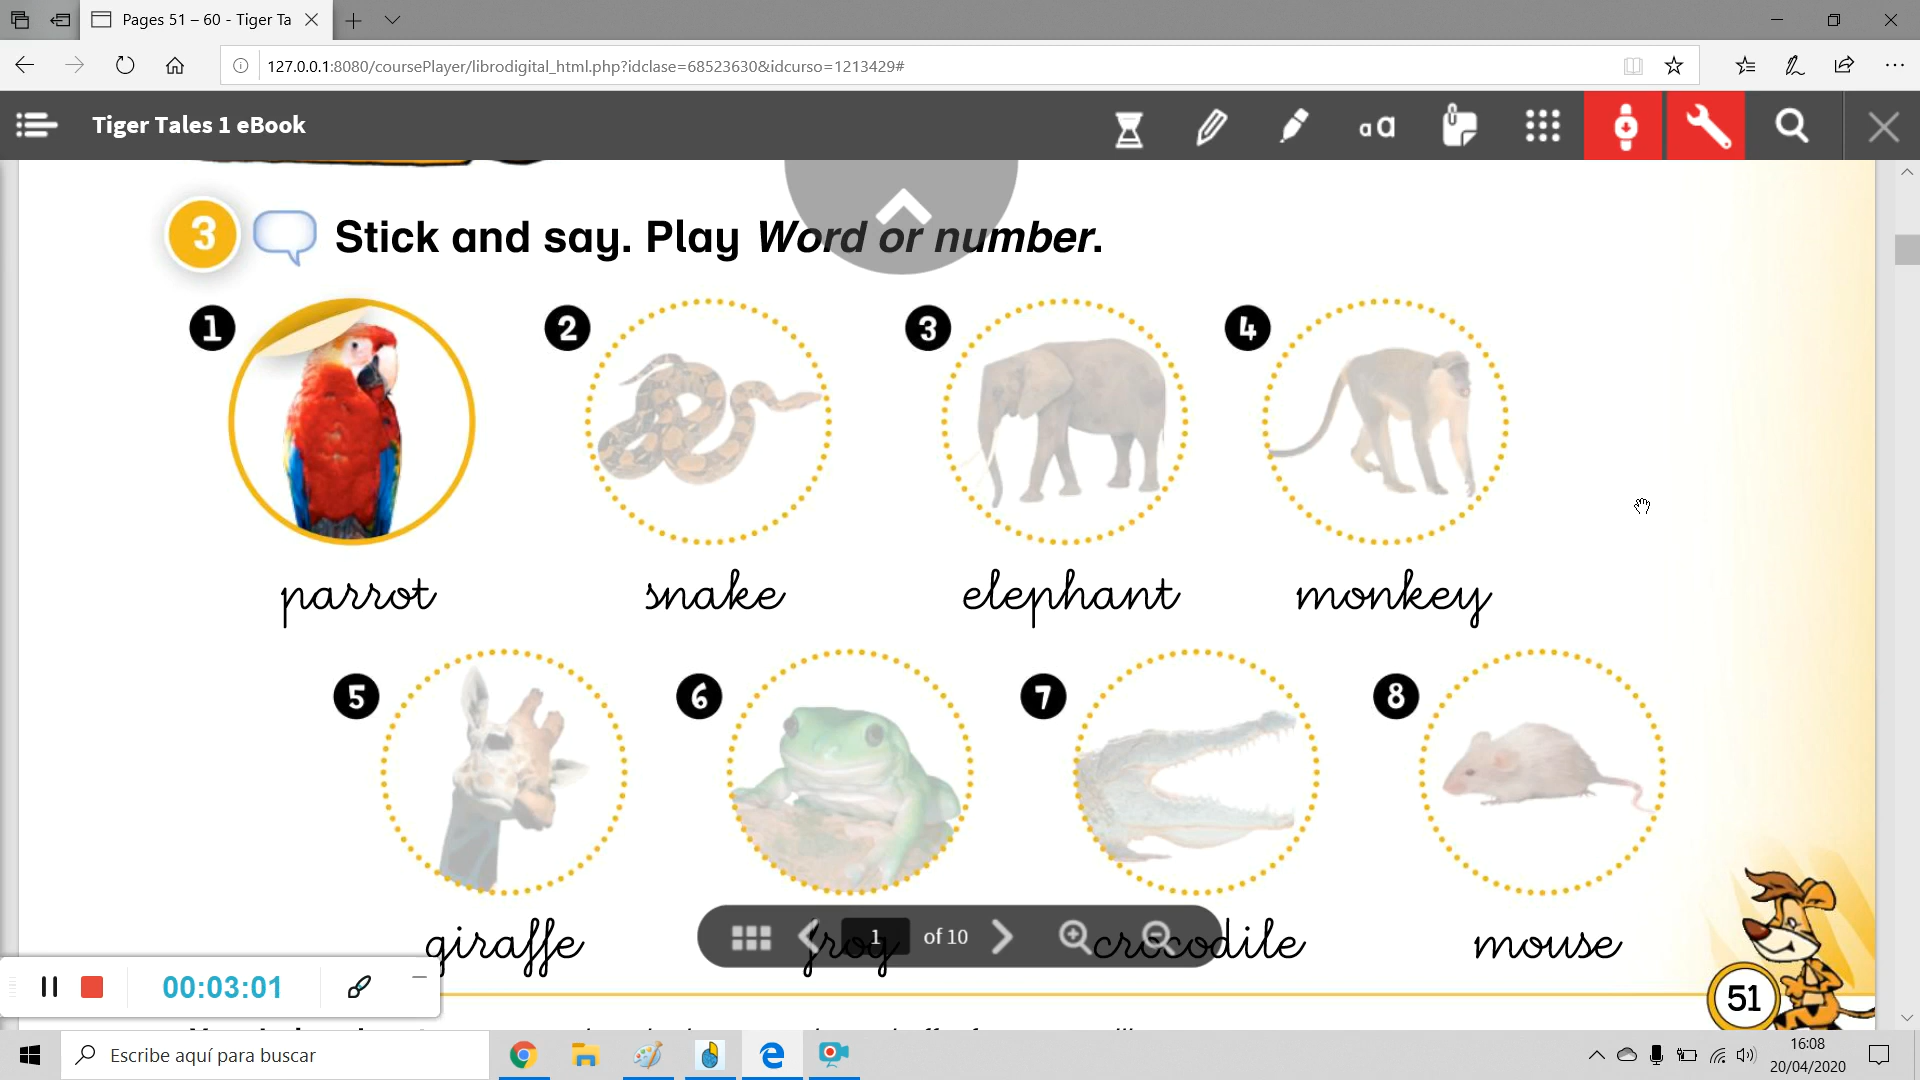 Pages 51 – 60 - Tiger Ta
127.0.0.1:8080/coursePlayer/librodigital_html.php?idclase=68523630&idcurso=1213429#
Tiger Tales 1 eBook
a a
3 Stick and say. Play Word or number.
1 2 3 4
parrot snake elephant monkey
5 6 7 8
giraffe frog crocodile mouse
1 of 10
00:03:01
51
Escribe aquí para buscar
16:08
20/04/2020